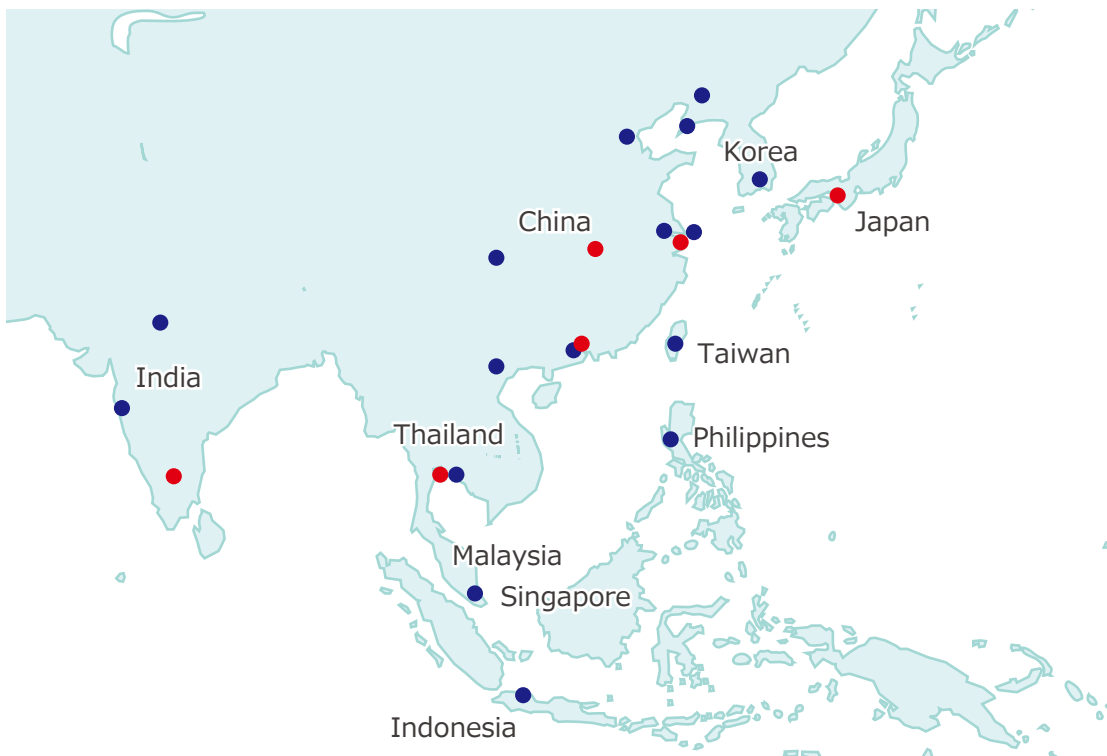 Korea
China
Japan
Taiwan
India
Thailand
Philippines
Malaysia
Singapore
Indonesia